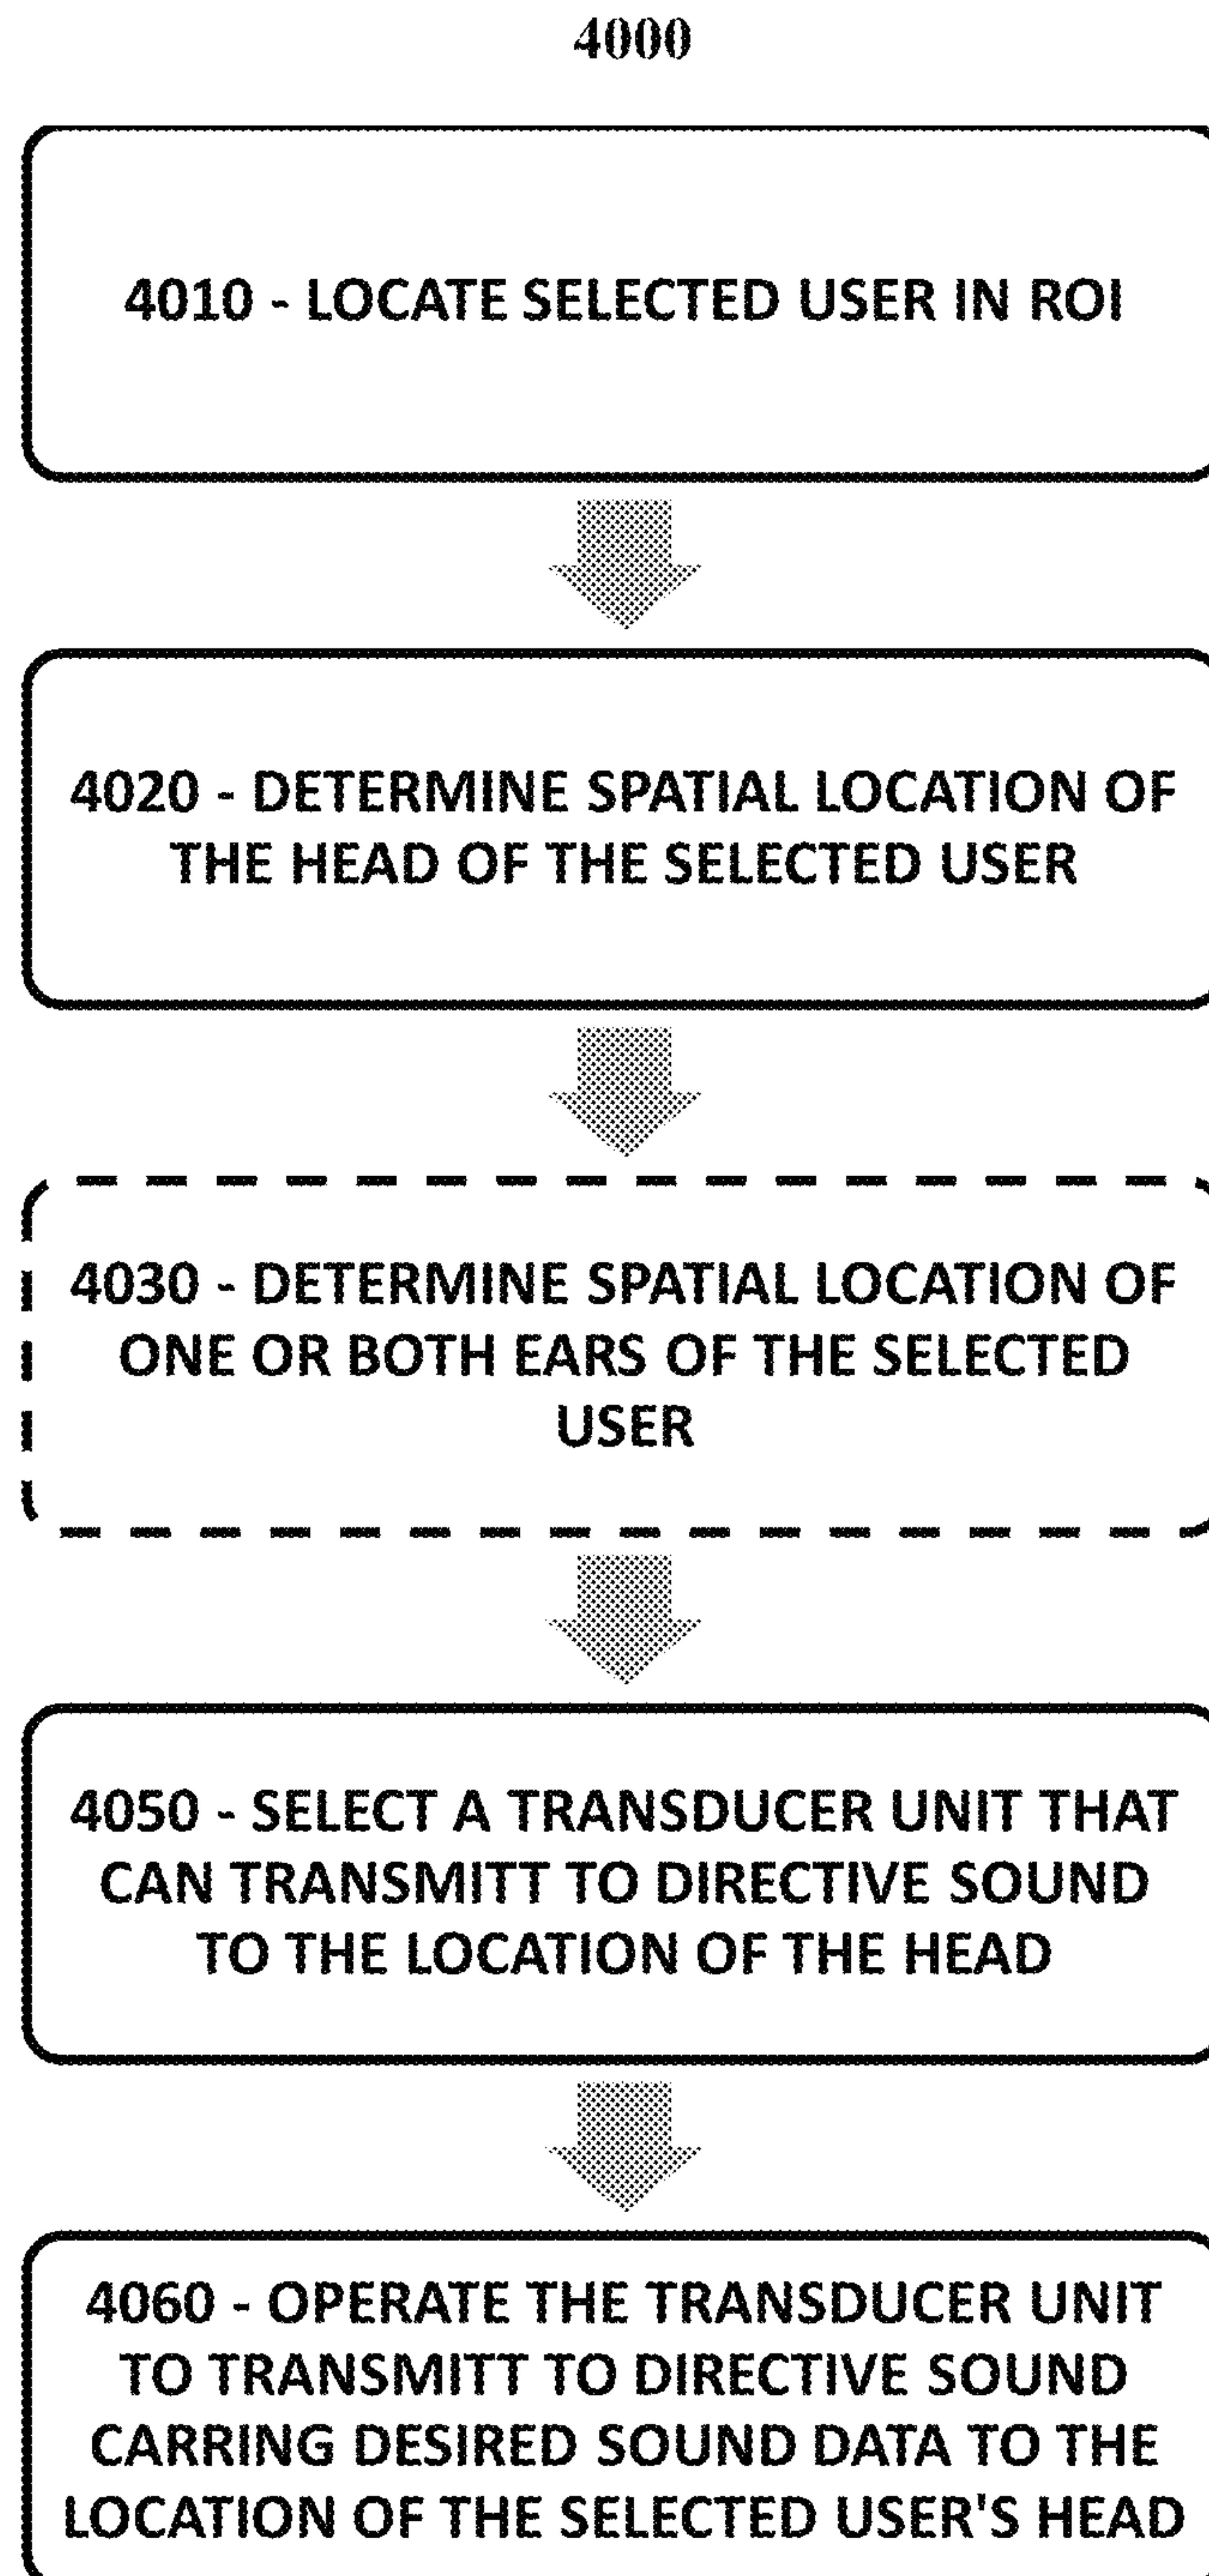 4000
4010 - LOCATE SELECTED USER IN ROI
4020 - DETERMINE SPATIAL LOCATION OF
THE HEAD OF THE SELECTED USER
4030 - DETERMINE SPATIAL LOCATION OF
ONE OR BOTH EARS OF THE SELECTED
USER
4050 - SELECT A TRANSDUCER UNIT THAT
CAN TRANSMITT TO DIRECTIVE SOUND
TO THE LOCATION OF THE HEAD
4060 - OPERATE THE TRANSDUCER UNIT
TO TRANSMITT TO DIRECTIVE SOUND
CARRING DESIRED SOUND DATA TO THE
LOCATION OF THE SELECTED USER'S HEAD